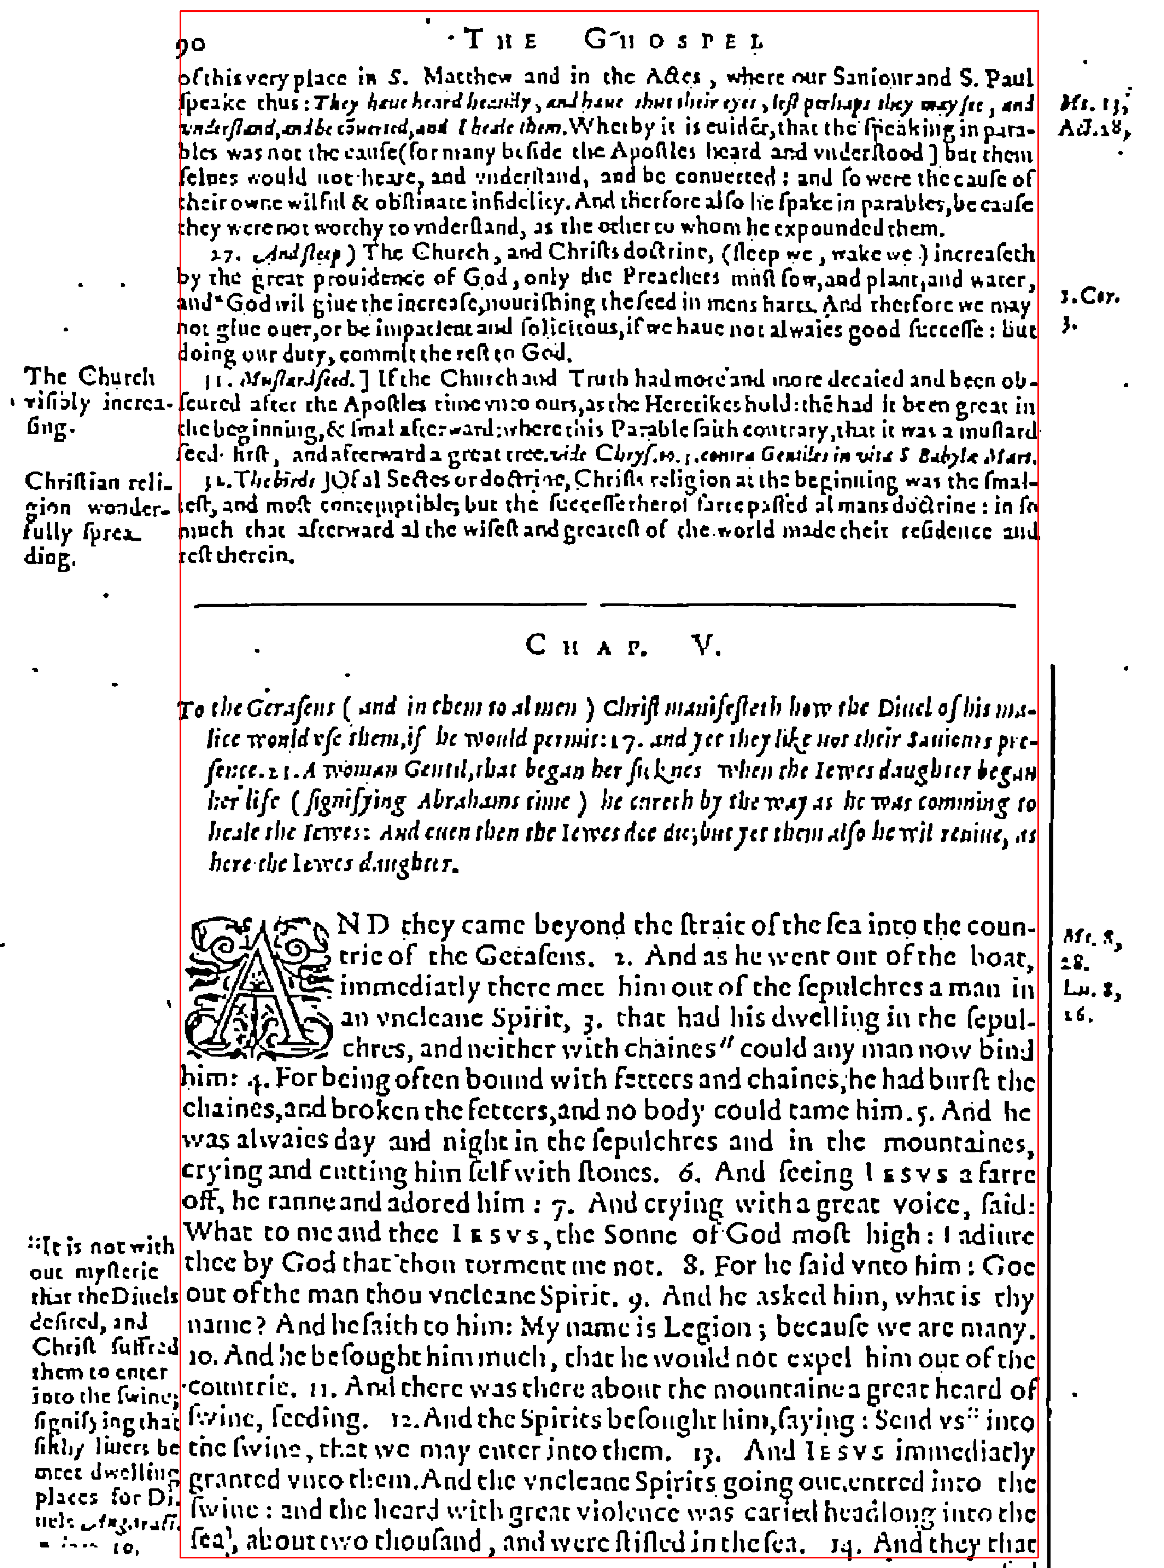 90 THE GHOSPEL
of this very place in S. Matthew and in the Actes, where our Sauiour and S. Paul
ſpeake thus: They haue heard heauily, and haue shut their eyes, leſt perhaps they may ſee, and
vnderſtand, and be cōuerted, and I heale them. Wherby it is euidēt, that the ſpeaking in para-
bles was not the cauſe (for many beſide the Apoſtles heard and vnderſtood] but them
ſelues would not heare, and vnderſtand, and be conuerted: and ſo were the cauſe of
their owne wilful & obſtinate infidelity. And therfore alſo he ſpake in parables, becauſe
they were not worthy to vnderſtand, as the other to whom he expounded them.
27. And ſleep) The Church, and Chriſts doctrine, (ſleep we, wake we) increaſeth
by the great prouidence of God, only the Preachers muſt ſow, and plant, and water,
and * God wil giue the increaſe, nouriſhing the ſeed in mens harts. And therfore we may
not giue ouer, or be impatient and ſolicitous, if we haue not alwaies good ſucceſſe: but
doing our duty, commit the reſt to God.
31. Muſtard ſeed.] If the Church and Truth had more and more decaied and been ob-
ſcured after the Apoſtles time vnto ours, as the Heretikes hold: thē had it been great in
the beginning, & ſmal afterward: where this Parable ſaith contrary, that it was a muſtard
ſeed firſt, and afterward a great tree. vide Chryſ. to. 5. contra Gentiles in vita S Babylæ Mart.
32. The birds] Of al Sectes or doctrine, Chriſts religion at the beginning was the ſmal-
leſt, and moſt contemptible; but the ſucceſſe therof farre paſſed al mans doctrine: in ſo
much that afterward al the wiſeſt and greateſt of the world made their reſidence and
reſt therein.
Mt. 13,
Act. 28,
1. Cor.
3.
The Church
viſibly increa-
ſing.
Chriſtian reli-
gion wonder-
fully ſprea-
ding.
CHAP. V.
To the Geraſens (and in them to al men) Chriſt manifeſteth how the Diuel of his ma-
lice would vſe them, if he would permit: 17. and yet they like not their Sauiours pre-
ſence. 21. A woman Gentil, that began her ſicknes when the Iewes daughter began
her life (ſignifying Abrahams time) he cureth by the way as he was comming to
heale the Iewes: And euen then the Iewes doe die; but yet them alſo he wil reuiue, as
here the Iewes daughter.
AND they came beyond the ſtrait of the ſea into the coun-
trie of the Geraſens. 2. And as he went out of the boat,
immediatly there met him out of the ſepulchres a man in
an vncleane Spirit, 3. that had his dwelling in the ſepul-
chres, and neither with chaines" could any man now bind
him: 4. For being often bound with fetters and chaines, he had burſt the
chaines, and broken the fetters, and no body could tame him. 5. And he
was alwaies day and night in the ſepulchres and in the mountaines,
crying and cutting him ſelf with ſtones. 6. And ſeeing IESVS a farre
off, he ranne and adored him: 7. And crying with a great voice, ſaid:
What to me and thee IESVS, the Sonne of God moſt high: I adiure
thee by God that thou torment me not. 8. For he ſaid vnto him: Goe
out of the man thou vncleane Spirit. 9. And he asked him, what is thy
name? And he ſaith to him: My name is Legion; becauſe we are many.
10. And he beſought him much, that he would not expel him out of the
countrie. 11. And there was there about the mountaine a great heard of
ſwine, feeding. 12. And the Spirits beſought him, ſaying: Send vs :: into
the ſwine, that we may enter into them. 13. And IESVS immediatly
granted vnto them. And the vncleane Spirits going out, entred into the
ſwine: and the heard with great violence was caried headlong into the
ſea, about two thouſand, and were ſtifled in the ſea. 14. And they that
Mt. 8,
28.
Lu. 8,
26.
:: It is not with
out myſterie
that the Diuels
deſired, and
Chriſt ſuffred
them to enter
into the ſwine;
ſignifying that
filthy liuers be
meet dwelling
places for Di-
uels
10.